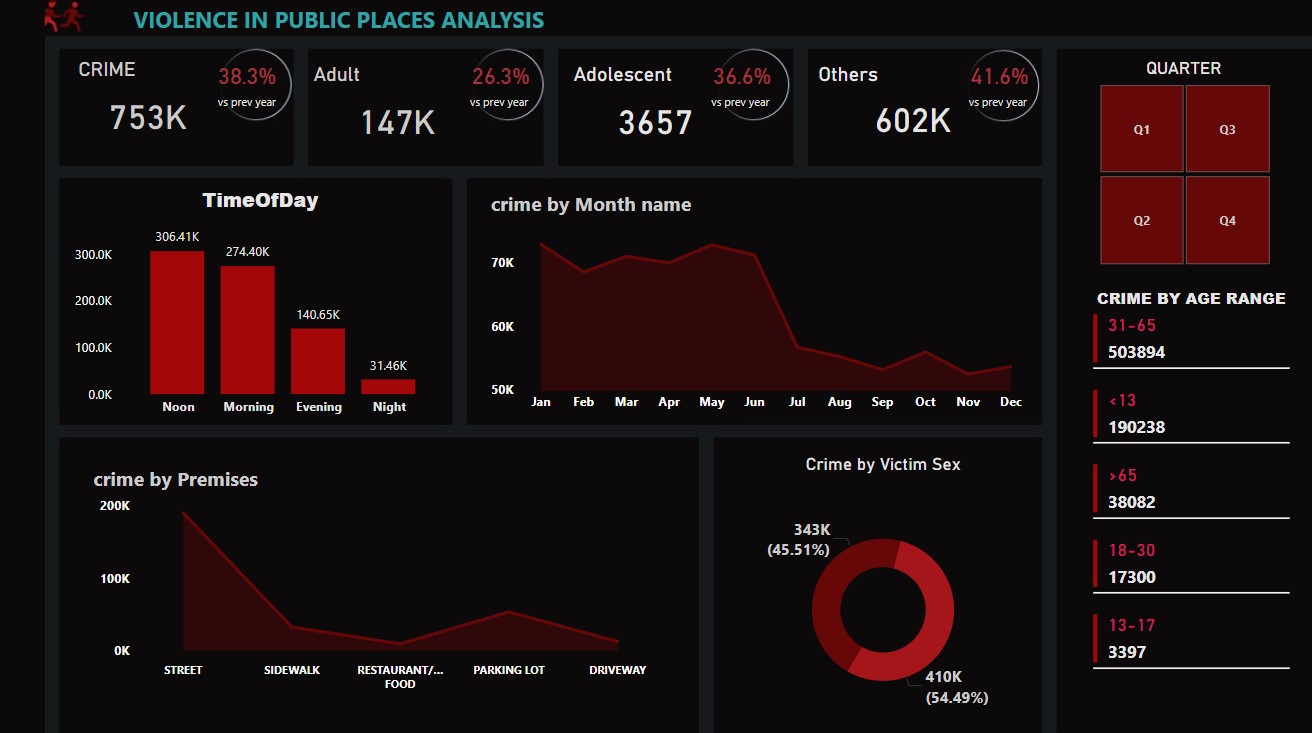 VIOLENCE IN PUBLIC PLACES ANALYSIS
CRIME
38.3%
vs prev year
753K
Adult
26.3%
vs prev year
147K
Adolescent
36.6%
vs prev year
3657
Others
41.6%
vs prev year
602K
QUARTER
Q1
Q3
Q2
Q4
TimeOfDay
306.41K
274.40K
140.65K
31.46K
300.0K
200.0K
100.0K
0.0K
Noon
Morning
Evening
Night
crime by Month name
70K
60K
50K
Jan
Feb
Mar
Apr
May
Jun
Jul
Aug
Sep
Oct
Nov
Dec
CRIME BY AGE RANGE
31-65
503894
<13
190238
>65
38082
18-30
17300
13-17
3397
crime by Premises
200K
100K
0K
STREET
SIDEWALK
RESTAURANT/...
FOOD
PARKING LOT
DRIVEWAY
Crime by Victim Sex
343K
(45.51%)
410K
(54.49%)